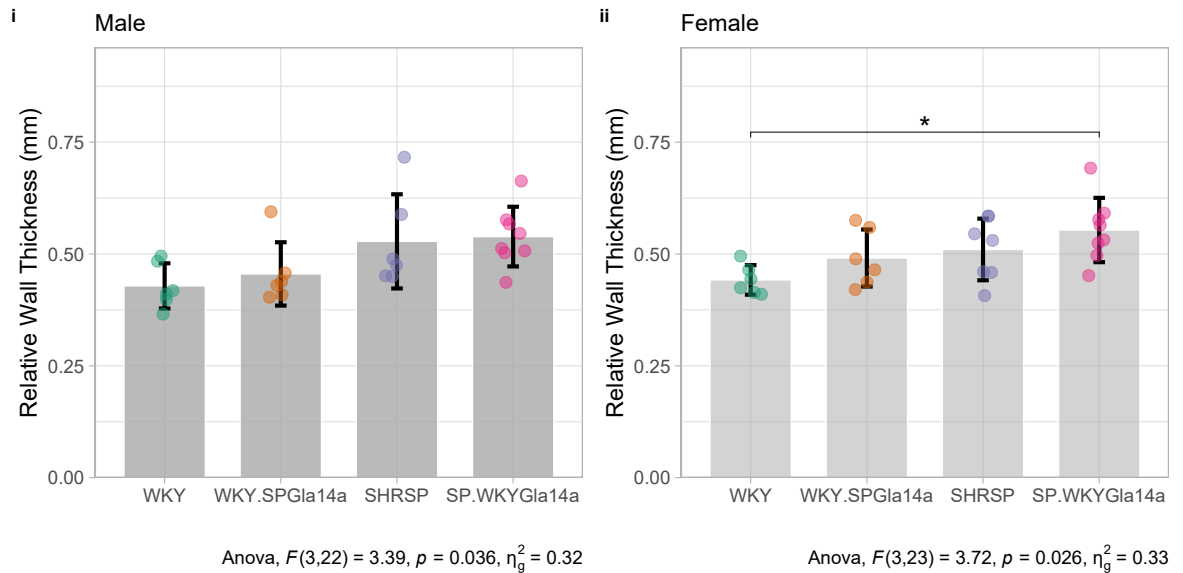 i
Male
Relative Wall Thickness (mm)
0.75
0.50
0.25
0.00
WKY WKY.SPGla14a SHRSP SP.WKYGla14a
Anova, F(3,22) = 3.39, p = 0.036, η²g = 0.32
ii
Female
Relative Wall Thickness (mm)
0.75
0.50
0.25
0.00
*
WKY WKY.SPGla14a SHRSP SP.WKYGla14a
Anova, F(3,23) = 3.72, p = 0.026, η²g = 0.33